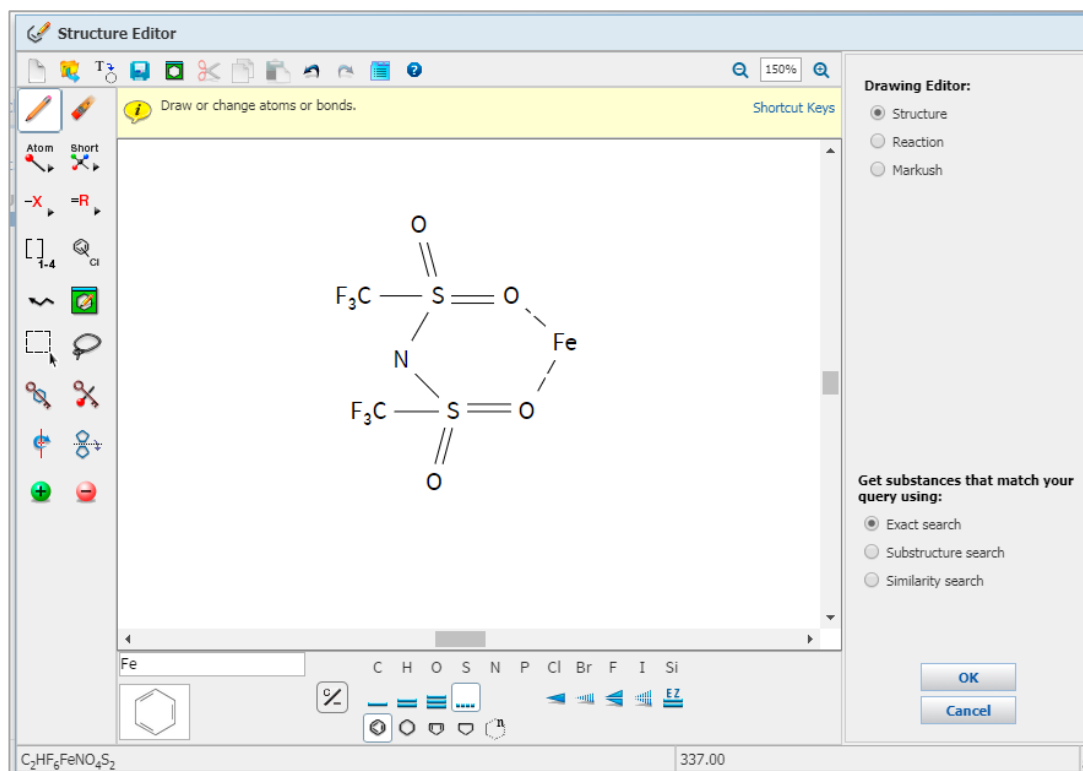 Structure Editor
150%
Draw or change atoms or bonds.
Shortcut Keys
Drawing Editor:
Structure
Reaction
Markush
Atom
Short
-X
=R
1-4
Cl
O
F₃C
S
O
Fe
N
F₃C
S
O
O
Get substances that match your
query using:
Exact search
Substructure search
Similarity search
Fe
C H O S N P Cl Br F I Si
C/-
EZ
n
OK
Cancel
C₂HF₆FeNO₄S₂
337.00